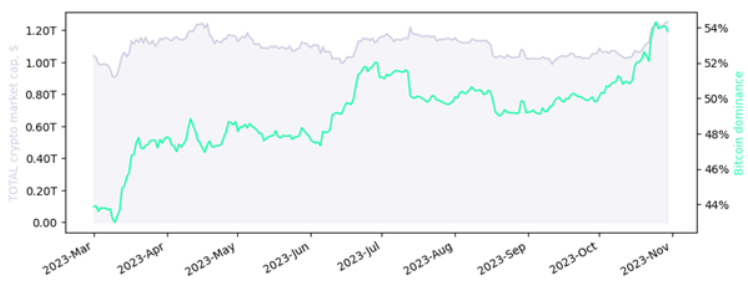 TOTAL crypto market cap, $
1.20T
1.00T
0.80T
0.60T
0.40T
0.20T
0.00
54%
52%
50%
48%
46%
44%
Bitcoin dominance
2023-Mar
2023-Apr
2023-May
2023-Jun
2023-Jul
2023-Aug
2023-Sep
2023-Oct
2023-Nov